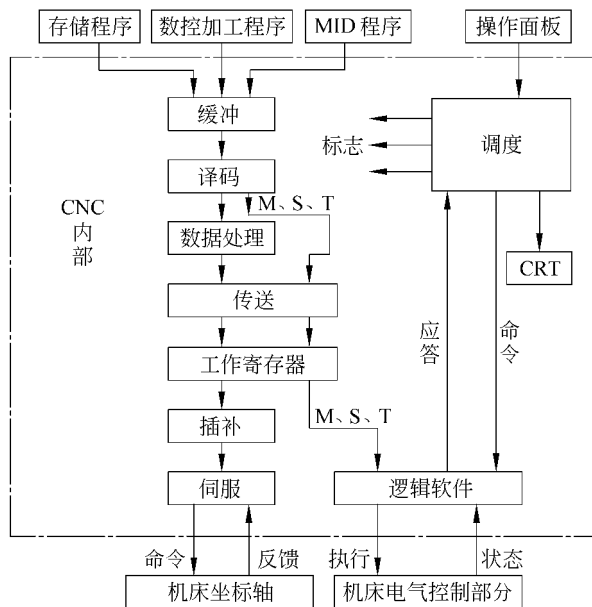 存储程序
数控加工程序
MID 程序
操作面板
缓冲
标志
调度
译码
M、S、T
CNC
内
部
数据处理
CRT
传送
应
答
命
令
工作寄存器
M、S、T
插补
伺服
逻辑软件
命令
反馈
执行
状态
机床坐标轴
机床电气控制部分